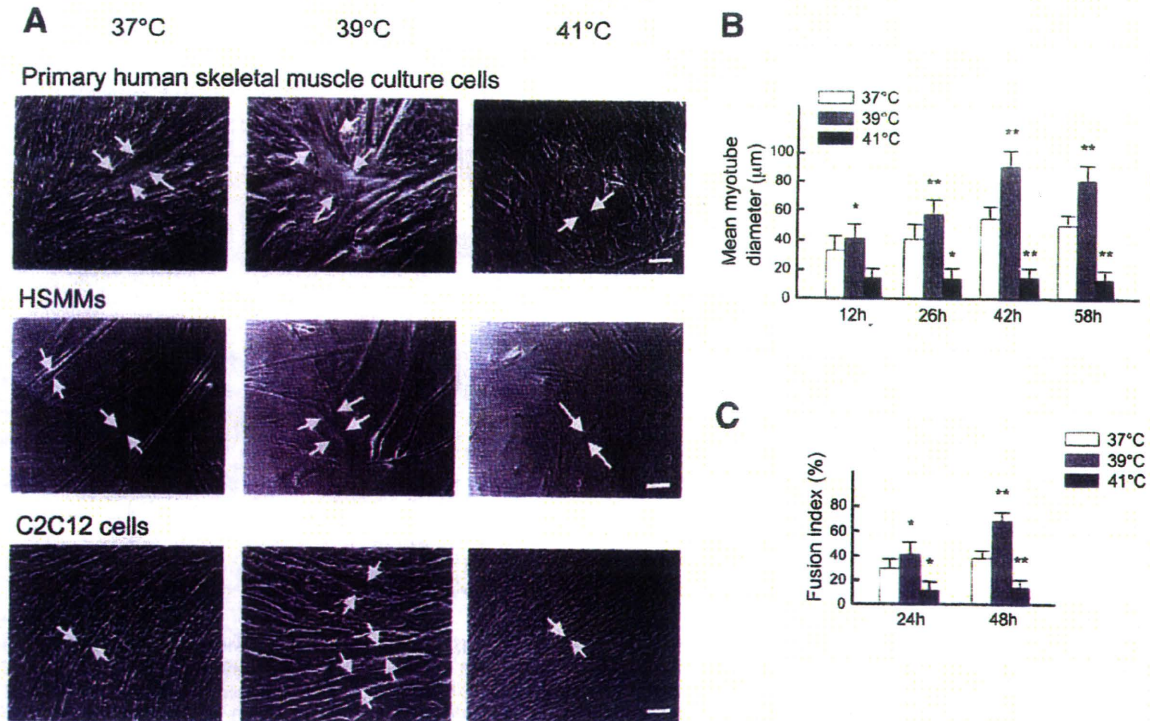 A
37°C 39°C 41°C
Primary human skeletal muscle culture cells
HSMMs
C2C12 cells
B
37°C
39°C
41°C
Mean myotube
diameter (μm)
100
80
60
40
20
0
*
**
*
**
**
**
**
12h 26h 42h 58h
C
37°C
39°C
41°C
Fusion Index (%)
80
60
40
20
0
*
*
**
**
24h 48h